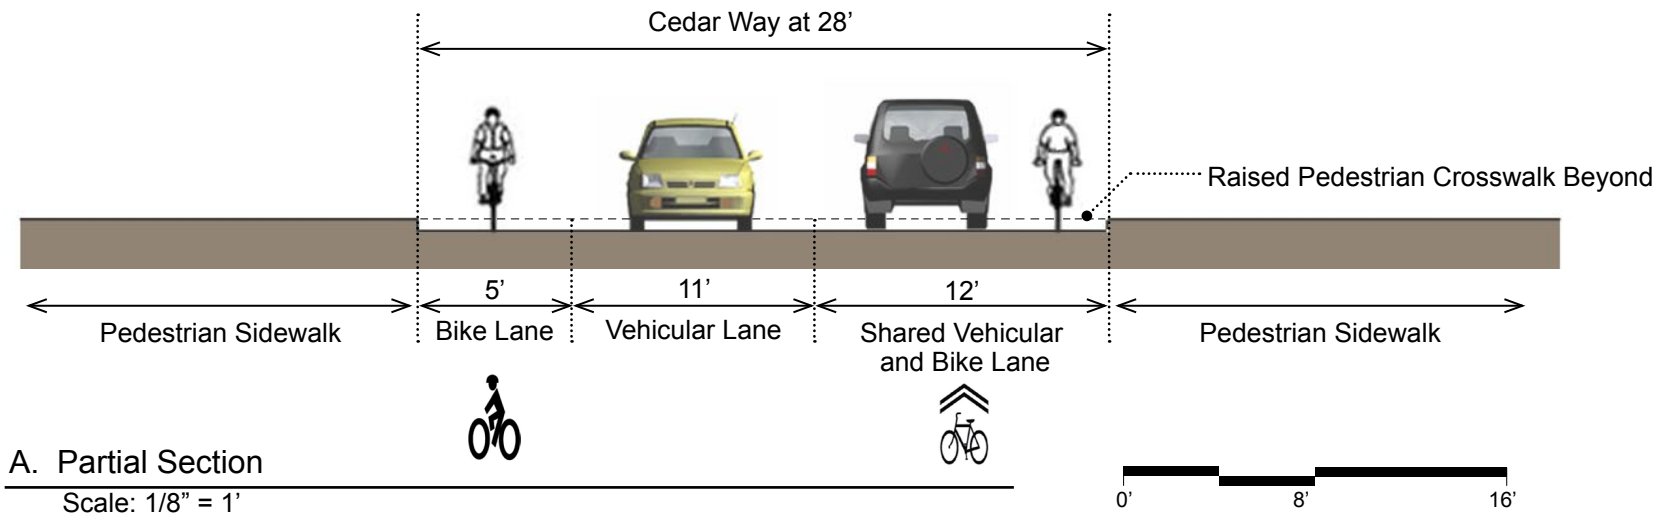 Cedar Way at 28’
Raised Pedestrian Crosswalk Beyond
5’
11’
12’
Pedestrian Sidewalk
Bike Lane
Vehicular Lane
Shared Vehicular
and Bike Lane
Pedestrian Sidewalk
A. Partial Section
Scale: 1/8” = 1’
0’
8’
16’